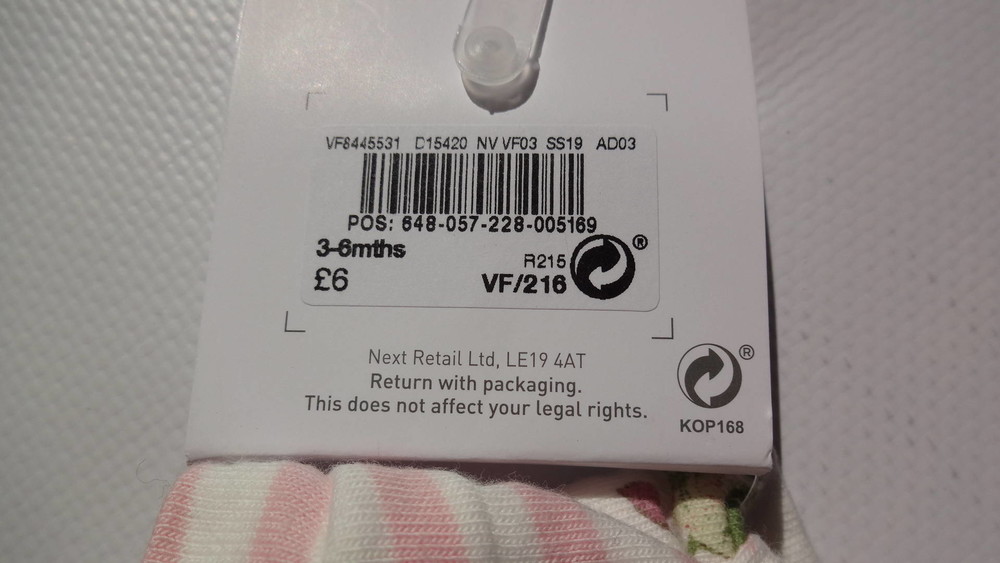 VF8445531 D15420 NV VF03 SS19 AD03
POS: 648-057-228-005169
3-6mths
£6
R215
VF/216
®
Next Retail Ltd, LE19 4AT
Return with packaging.
This does not affect your legal rights.
®
KOP168